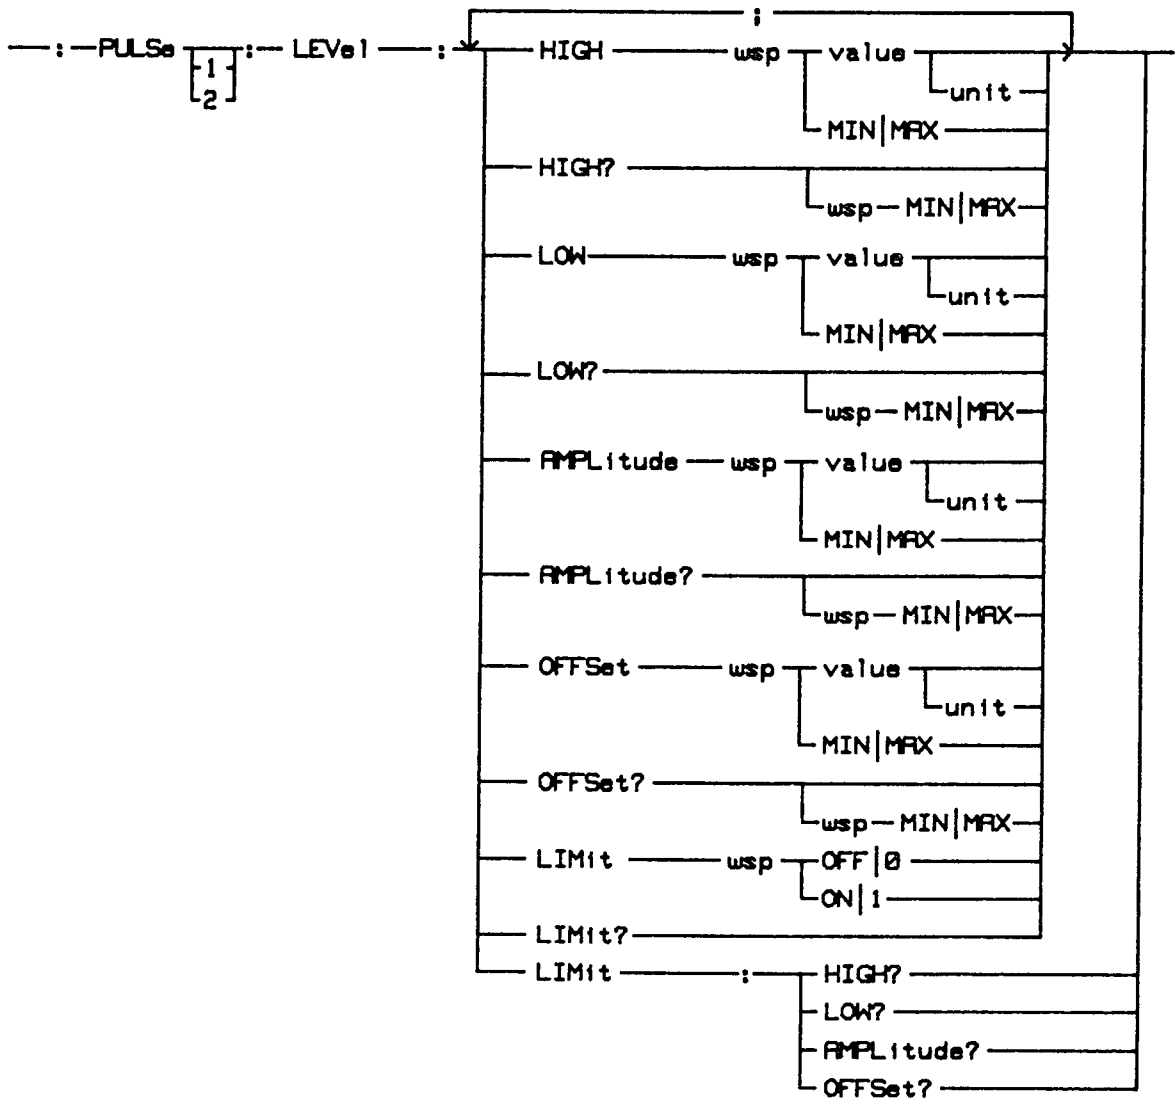 ;
: PULSe 1 2 : LEVel : HIGH wsp value unit
MIN|MAX
HIGH?
wsp MIN|MAX
LOW wsp value
unit
MIN|MAX
LOW?
wsp MIN|MAX
AMPLitude wsp value
unit
MIN|MAX
AMPLitude?
wsp MIN|MAX
OFFSet wsp value
unit
MIN|MAX
OFFSet?
wsp MIN|MAX
LIMit wsp OFF|0
ON|1
LIMit?
LIMit : HIGH?
LOW?
AMPLitude?
OFFSet?